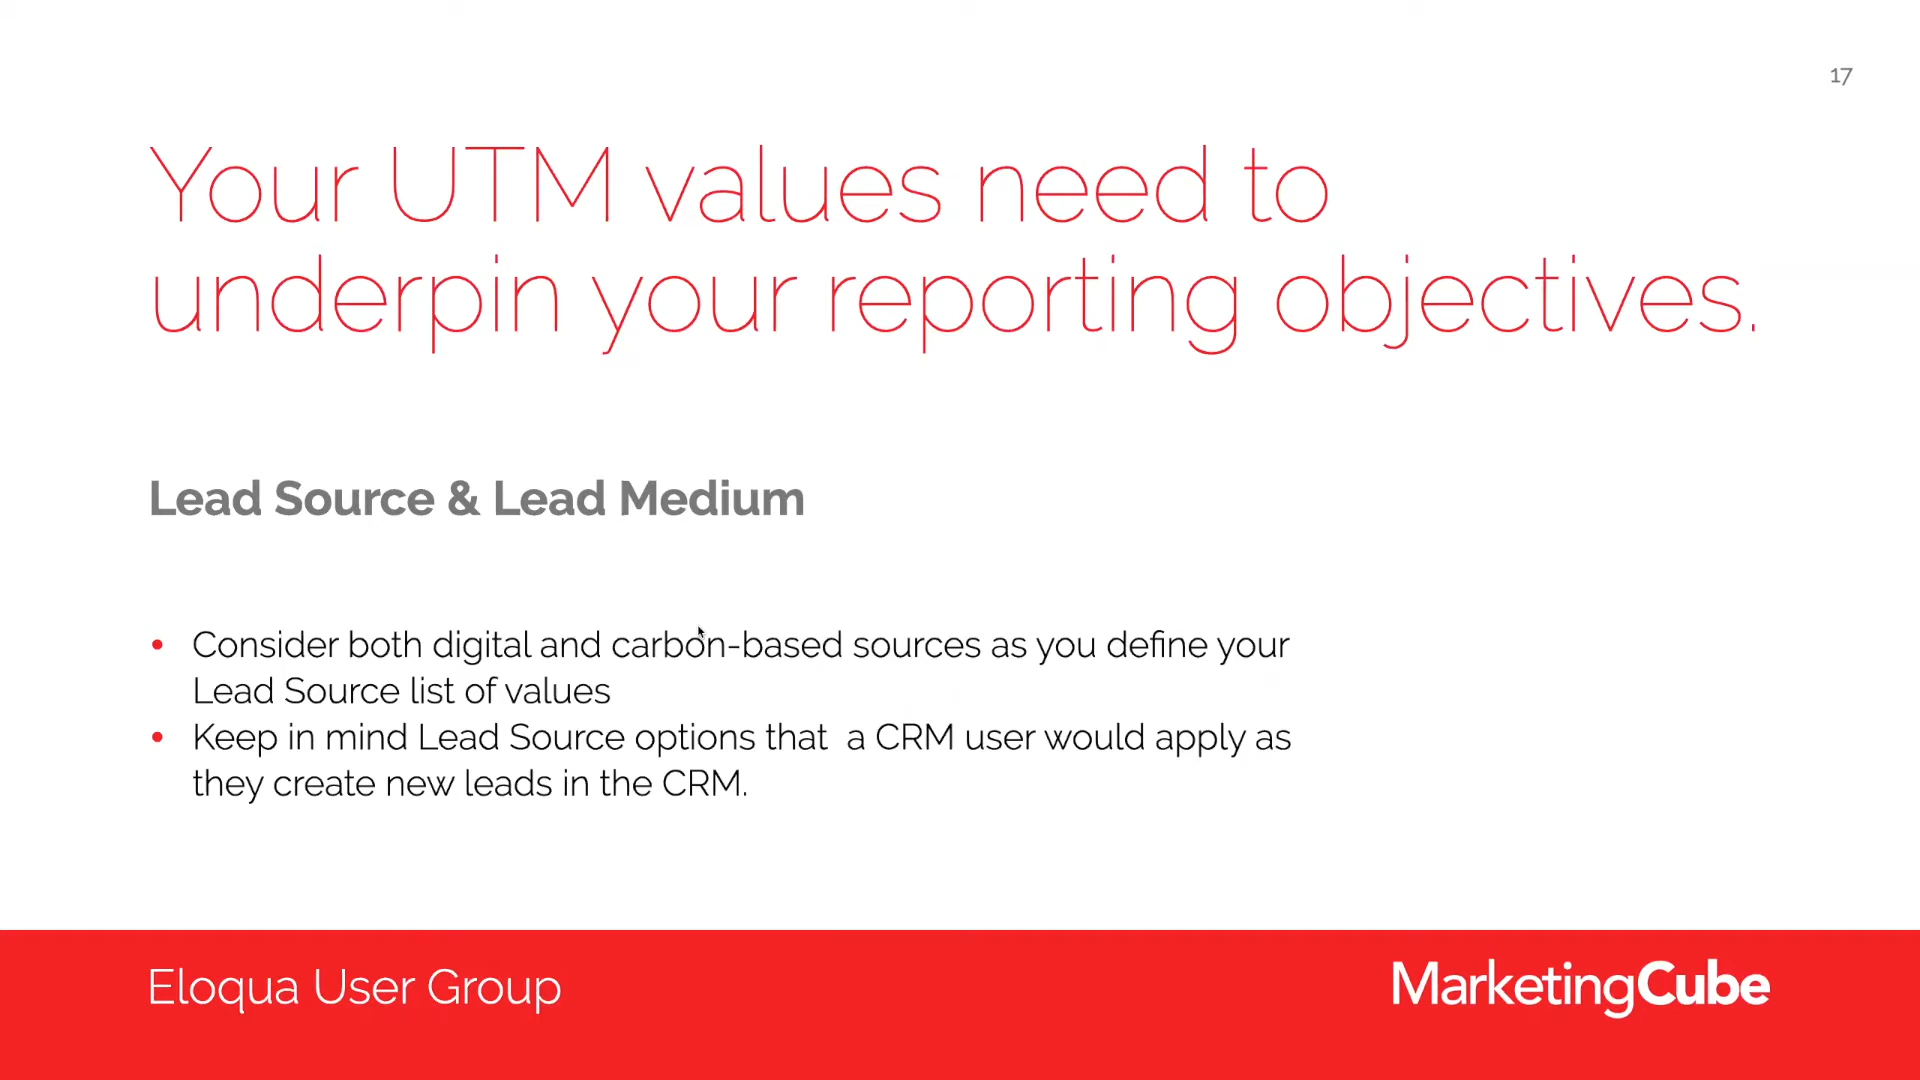 17
Your UTM values need to
underpin your reporting objectives.
Lead Source & Lead Medium
• Consider both digital and carbon-based sources as you define your
Lead Source list of values
• Keep in mind Lead Source options that  a CRM user would apply as
they create new leads in the CRM.
Eloqua User Group
MarketingCube